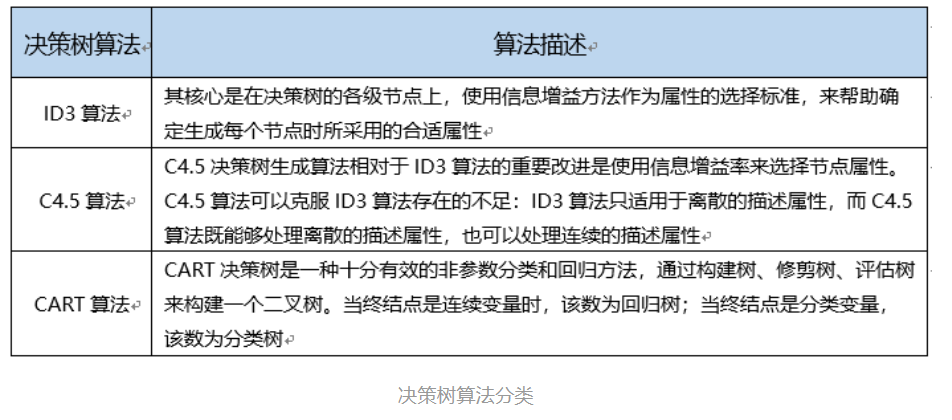 决策树算法
算法描述
ID3 算法
其核心是在决策树的各级节点上，使用信息增益方法作为属性的选择标准，来帮助确
定生成每个节点时所采用的合适属性
C4.5 算法
C4.5 决策树生成算法相对于 ID3 算法的重要改进是使用信息增益率来选择节点属性。
C4.5 算法可以克服 ID3 算法存在的不足：ID3 算法只适用于离散的描述属性，而 C4.5
算法既能够处理离散的描述属性，也可以处理连续的描述属性
CART 算法
CART 决策树是一种十分有效的非参数分类和回归方法，通过构建树、修剪树、评估树
来构建一个二叉树。当终结点是连续变量时，该数为回归树；当终结点是分类变量，
该数为分类树
决策树算法分类